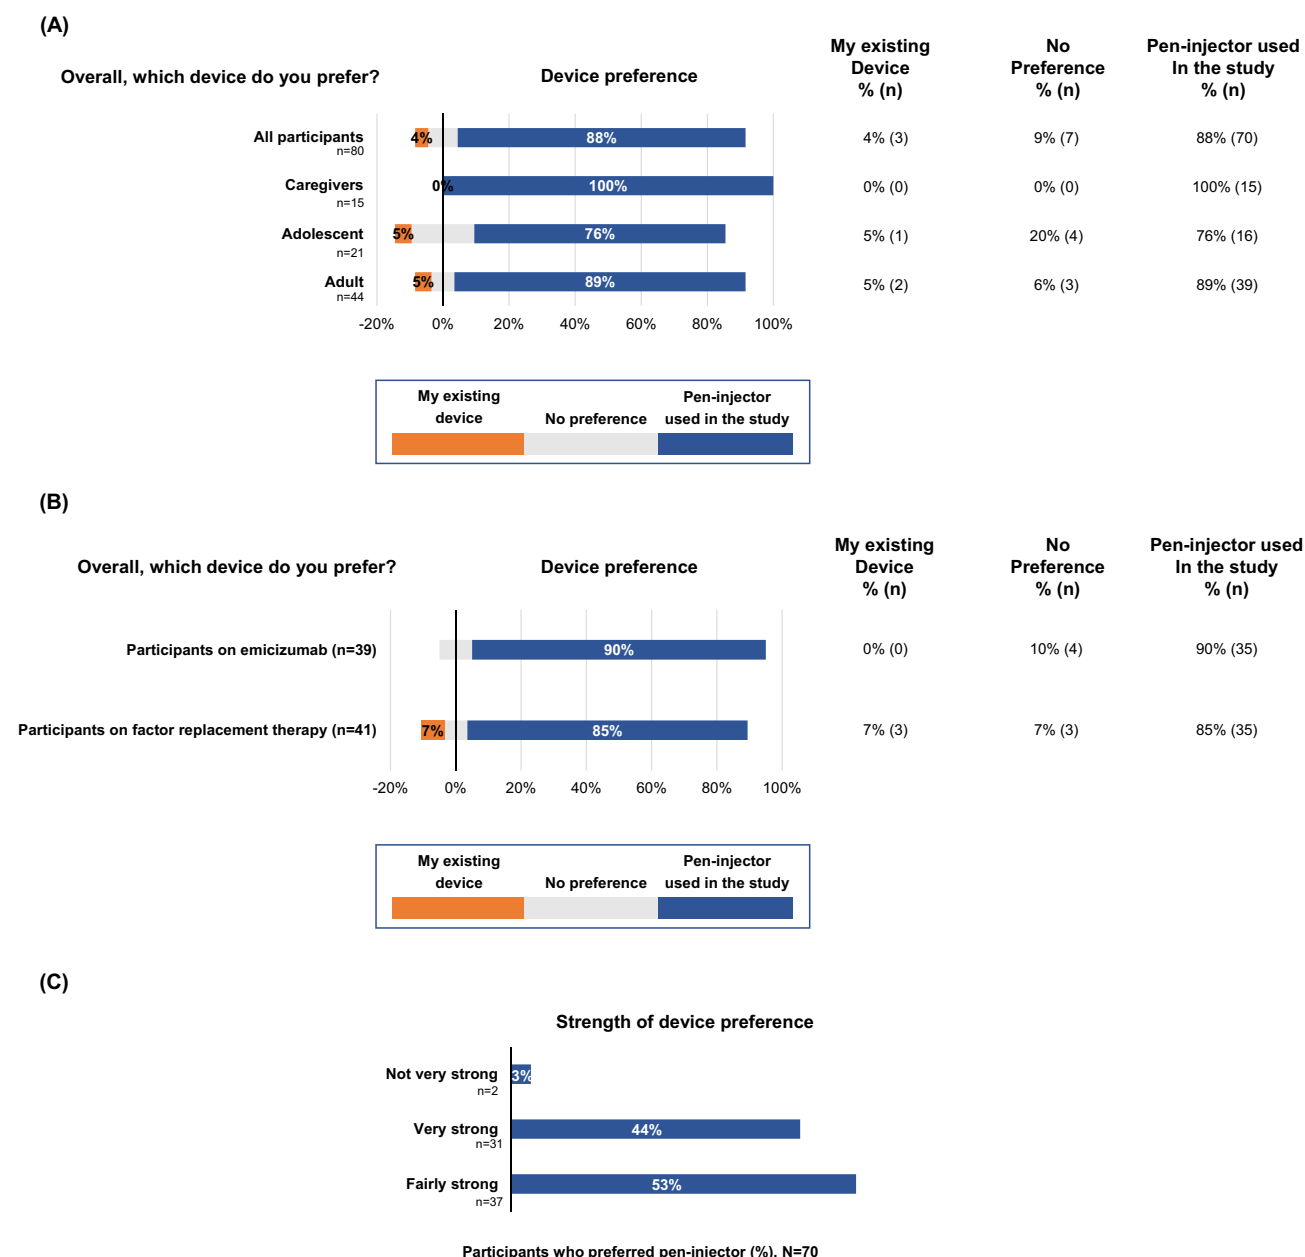 (A)
Overall, which device do you prefer?
Device preference
My existing
Device
% (n)
No
Preference
% (n)
Pen-injector used
In the study
% (n)
All participants
n=80
4%
88%
4% (3)
9% (7)
88% (70)
Caregivers
n=15
0%
100%
0% (0)
0% (0)
100% (15)
Adolescent
n=21
5%
76%
5% (1)
20% (4)
76% (16)
Adult
n=44
5%
89%
5% (2)
6% (3)
89% (39)
-20% 0% 20% 40% 60% 80% 100%
My existing
device
No preference
Pen-injector
used in the study
(B)
Overall, which device do you prefer?
Device preference
My existing
Device
% (n)
No
Preference
% (n)
Pen-injector used
In the study
% (n)
Participants on emicizumab (n=39)
90%
0% (0)
10% (4)
90% (35)
Participants on factor replacement therapy (n=41)
7%
85%
7% (3)
7% (3)
85% (35)
-20% 0% 20% 40% 60% 80% 100%
My existing
device
No preference
Pen-injector
used in the study
(C)
Strength of device preference
Not very strong
n=2
3%
Very strong
n=31
44%
Fairly strong
n=37
53%
Participants who preferred pen-injector (%), N=70